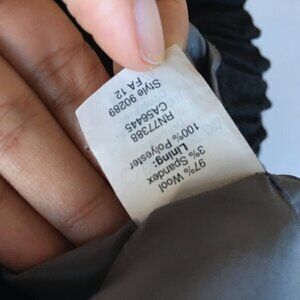 97% Wool
3% Spandex
Lining:
100% Polyester
RN77388
CA56445
Style 90289
FA 12